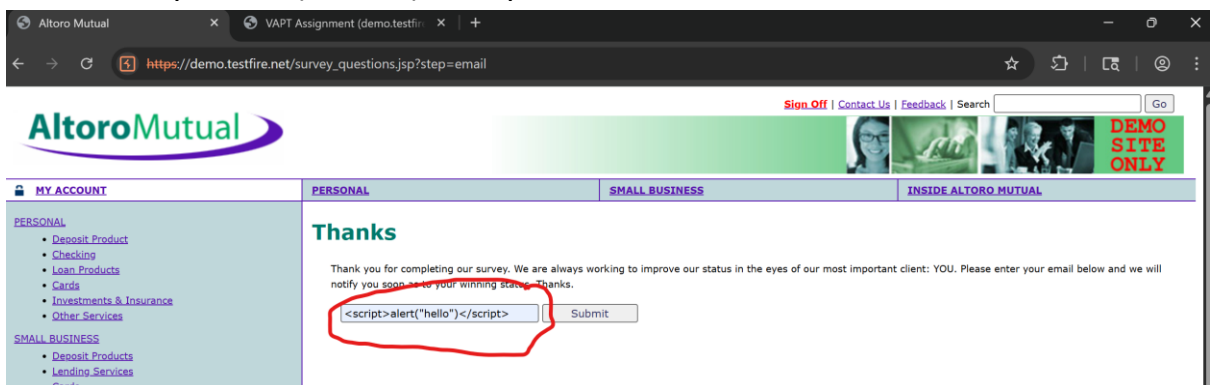 Altoro Mutual
VAPT Assignment (demo.testfir
https://demo.testfire.net/survey_questions.jsp?step=email
Sign Off | Contact Us | Feedback | Search Go
AltoroMutual
DEMO
SITE
ONLY
MY ACCOUNT PERSONAL SMALL BUSINESS INSIDE ALTORO MUTUAL
PERSONAL
Deposit Product
Checking
Loan Products
Cards
Investments & Insurance
Other Services
SMALL BUSINESS
Deposit Products
Lending Services
Thanks
Thank you for completing our survey. We are always working to improve our status in the eyes of our most important client: YOU. Please enter your email below and we will
notify you soon as to your winning status. Thanks.
<script>alert("hello")</script> Submit